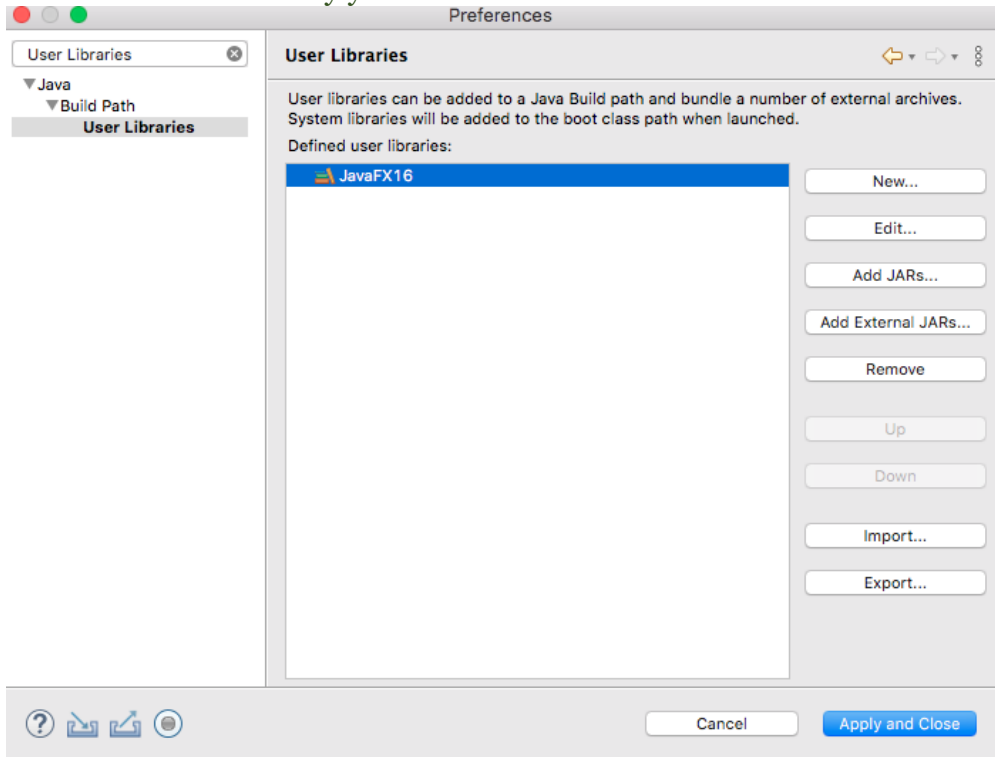 Preferences
User Libraries
Java
Build Path
User Libraries
User Libraries
User libraries can be added to a Java Build path and bundle a number of external archives.
System libraries will be added to the boot class path when launched.
Defined user libraries:
JavaFX16
New...
Edit...
Add JARs...
Add External JARs...
Remove
Up
Down
Import...
Export...
Cancel
Apply and Close